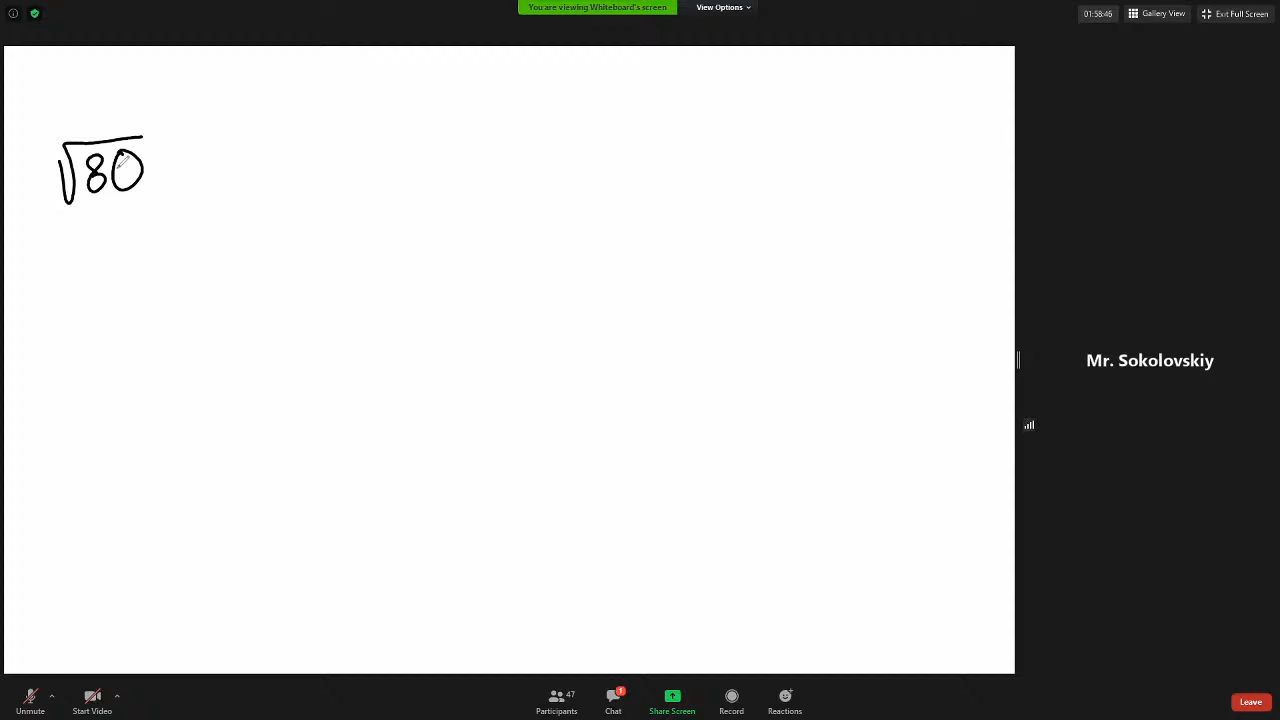 You are viewing Whiteboard's screen View Options
01:58:46 Gallery View Exit Full Screen
√80
Mr. Sokolovskiy
Unmute Start Video Participants 47 Chat 1 Share Screen Record Reactions Leave